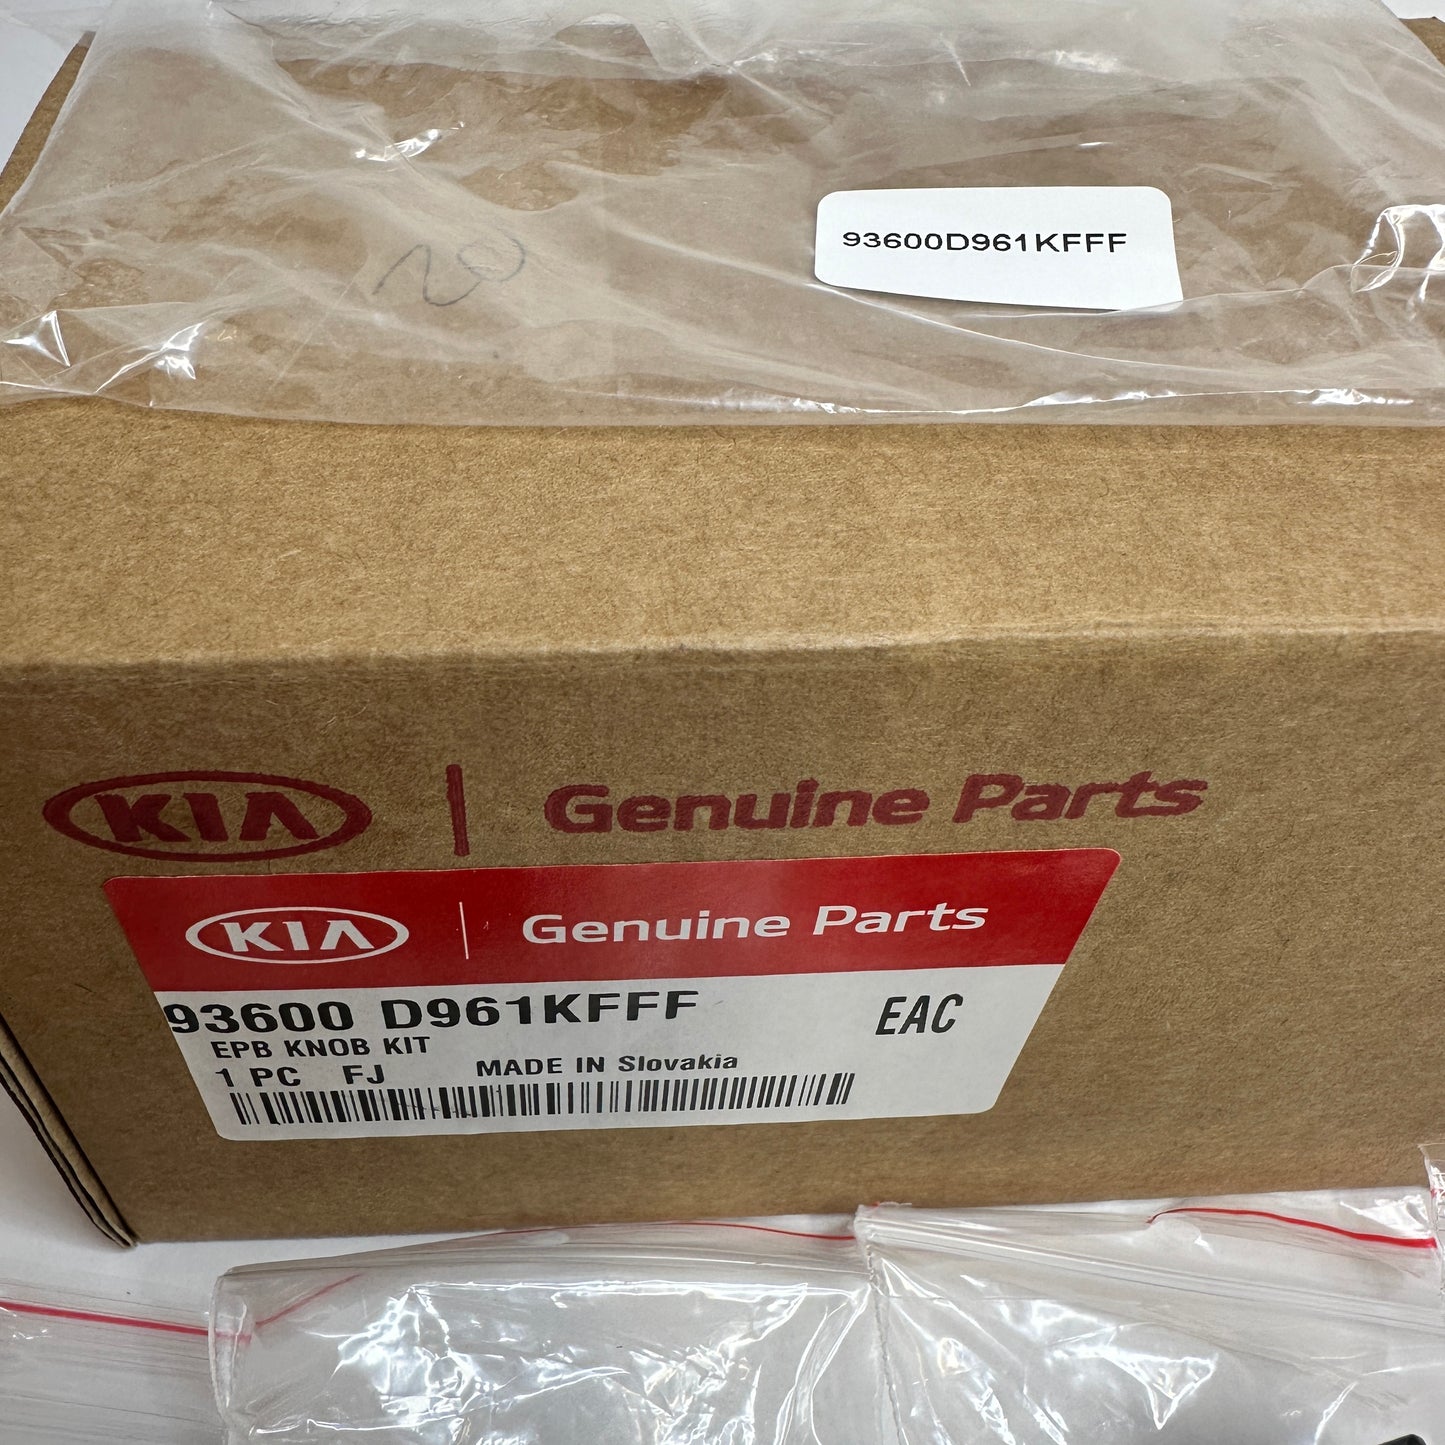 93600D961KFFF
KIA Genuine Parts
KIA Genuine Parts
93600 D961KFFF
EAC
EPB KNOB KIT
1 PC FJ MADE IN Slovakia